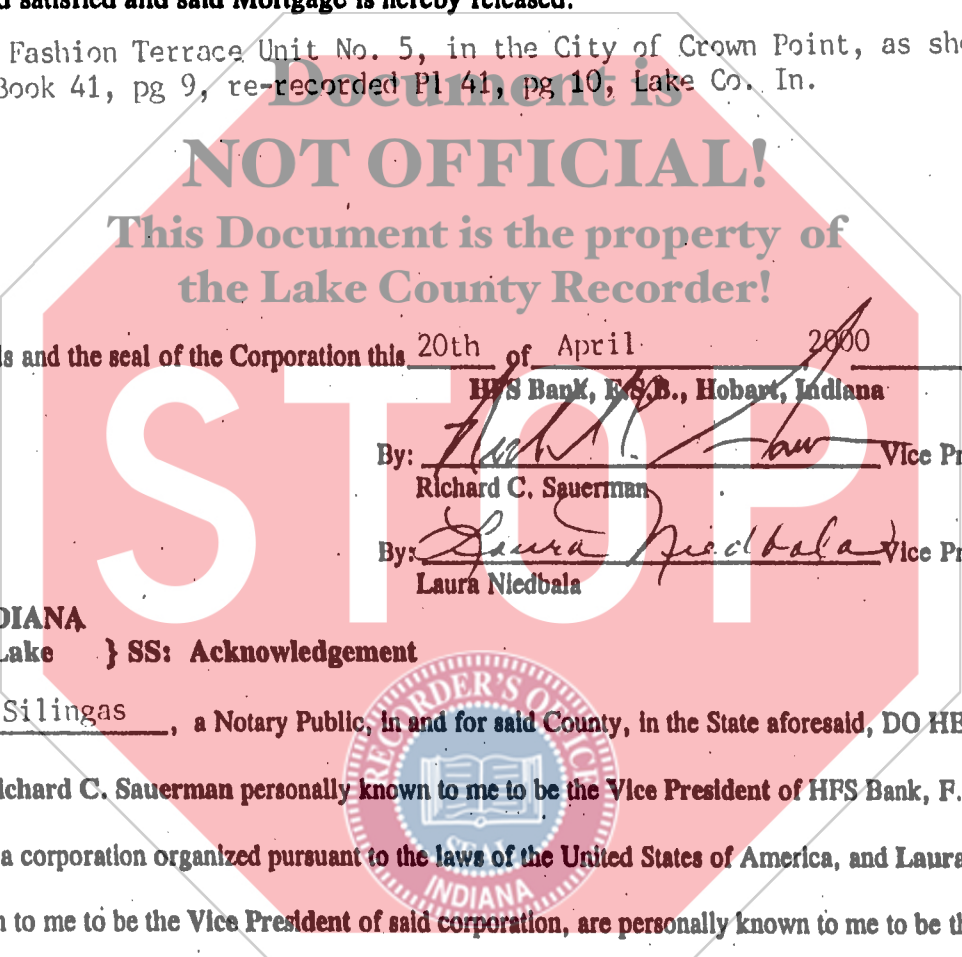 d satisfied and said Mortgage is hereby released.
Fashion Terrace Unit No. 5, in the City of Crown Point, as sh
Book 41, pg 9, re-recorded Pl 41, pg 10, Lake Co. In.
Document is
NOT OFFICIAL!
This Document is the property of
the Lake County Recorder!
ds and the seal of the Corporation this 20th of April 2000
HFS Bank, F.S.B., Hobart, Indiana
By: Vice Pr
Richard C. Sauerman
By: Laura Niedbala Vice Pr
Laura Niedbala
STOP
DIANA
Lake } SS: Acknowledgement
Silingas, a Notary Public, in and for said County, in the State aforesaid, DO HE
ichard C. Sauerman personally known to me to be the Vice President of HFS Bank, F.
a corporation organized pursuant to the laws of the United States of America, and Laura
n to me to be the Vice President of said corporation, are personally known to me to be th
RECORDER'S OFFICE
SEAL
INDIANA